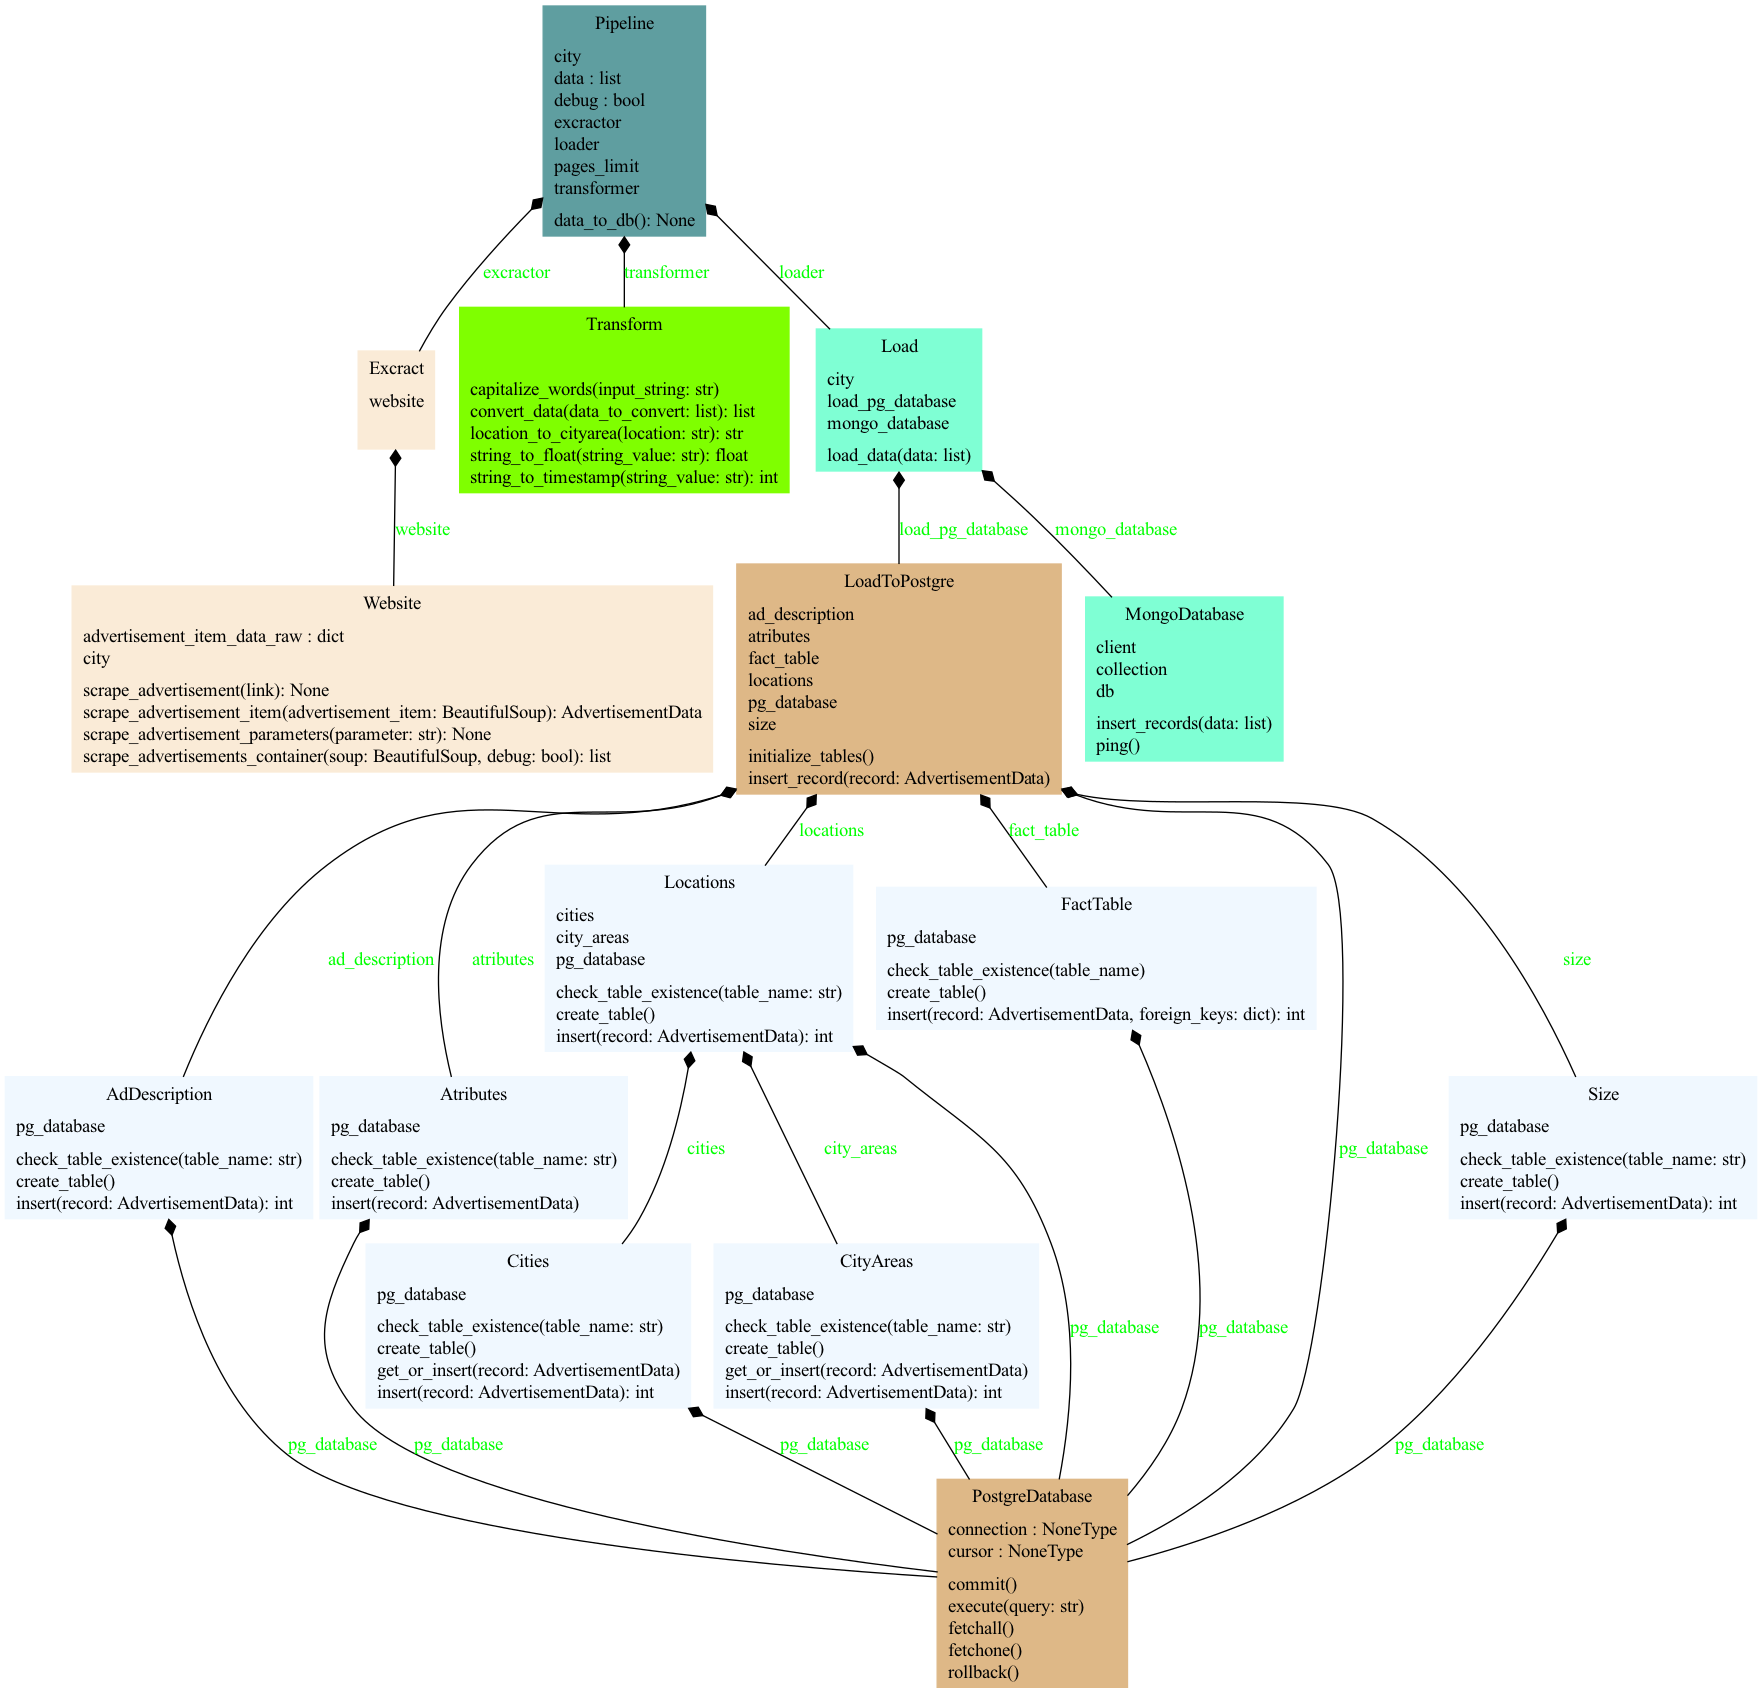 Pipeline
city
data : list
debug : bool
excractor
loader
pages_limit
transformer
data_to_db(): None
excractor
transformer
loader
Excract
website
Transform
capitalize_words(input_string: str)
convert_data(data_to_convert: list): list
location_to_cityarea(location: str): str
string_to_float(string_value: str): float
string_to_timestamp(string_value: str): int
Load
city
load_pg_database
mongo_database
load_data(data: list)
website
load_pg_database
mongo_database
Website
advertisement_item_data_raw : dict
city
scrape_advertisement(link): None
scrape_advertisement_item(advertisement_item: BeautifulSoup): AdvertisementData
scrape_advertisement_parameters(parameter: str): None
scrape_advertisements_container(soup: BeautifulSoup, debug: bool): list
LoadToPostgre
ad_description
atributes
fact_table
locations
pg_database
size
initialize_tables()
insert_record(record: AdvertisementData)
MongoDatabase
client
collection
db
insert_records(data: list)
ping()
locations
fact_table
ad_description
atributes
Locations
cities
city_areas
pg_database
check_table_existence(table_name: str)
create_table()
insert(record: AdvertisementData): int
FactTable
pg_database
check_table_existence(table_name)
create_table()
insert(record: AdvertisementData, foreign_keys: dict): int
size
AdDescription
pg_database
check_table_existence(table_name: str)
create_table()
insert(record: AdvertisementData): int
Atributes
pg_database
check_table_existence(table_name: str)
create_table()
insert(record: AdvertisementData)
cities
city_areas
pg_database
Size
pg_database
check_table_existence(table_name: str)
create_table()
insert(record: AdvertisementData): int
Cities
pg_database
check_table_existence(table_name: str)
create_table()
get_or_insert(record: AdvertisementData)
insert(record: AdvertisementData): int
CityAreas
pg_database
check_table_existence(table_name: str)
create_table()
get_or_insert(record: AdvertisementData)
insert(record: AdvertisementData): int
pg_database
pg_database
pg_database
pg_database
pg_database
pg_database
pg_database
PostgreDatabase
connection : NoneType
cursor : NoneType
commit()
execute(query: str)
fetchall()
fetchone()
rollback()